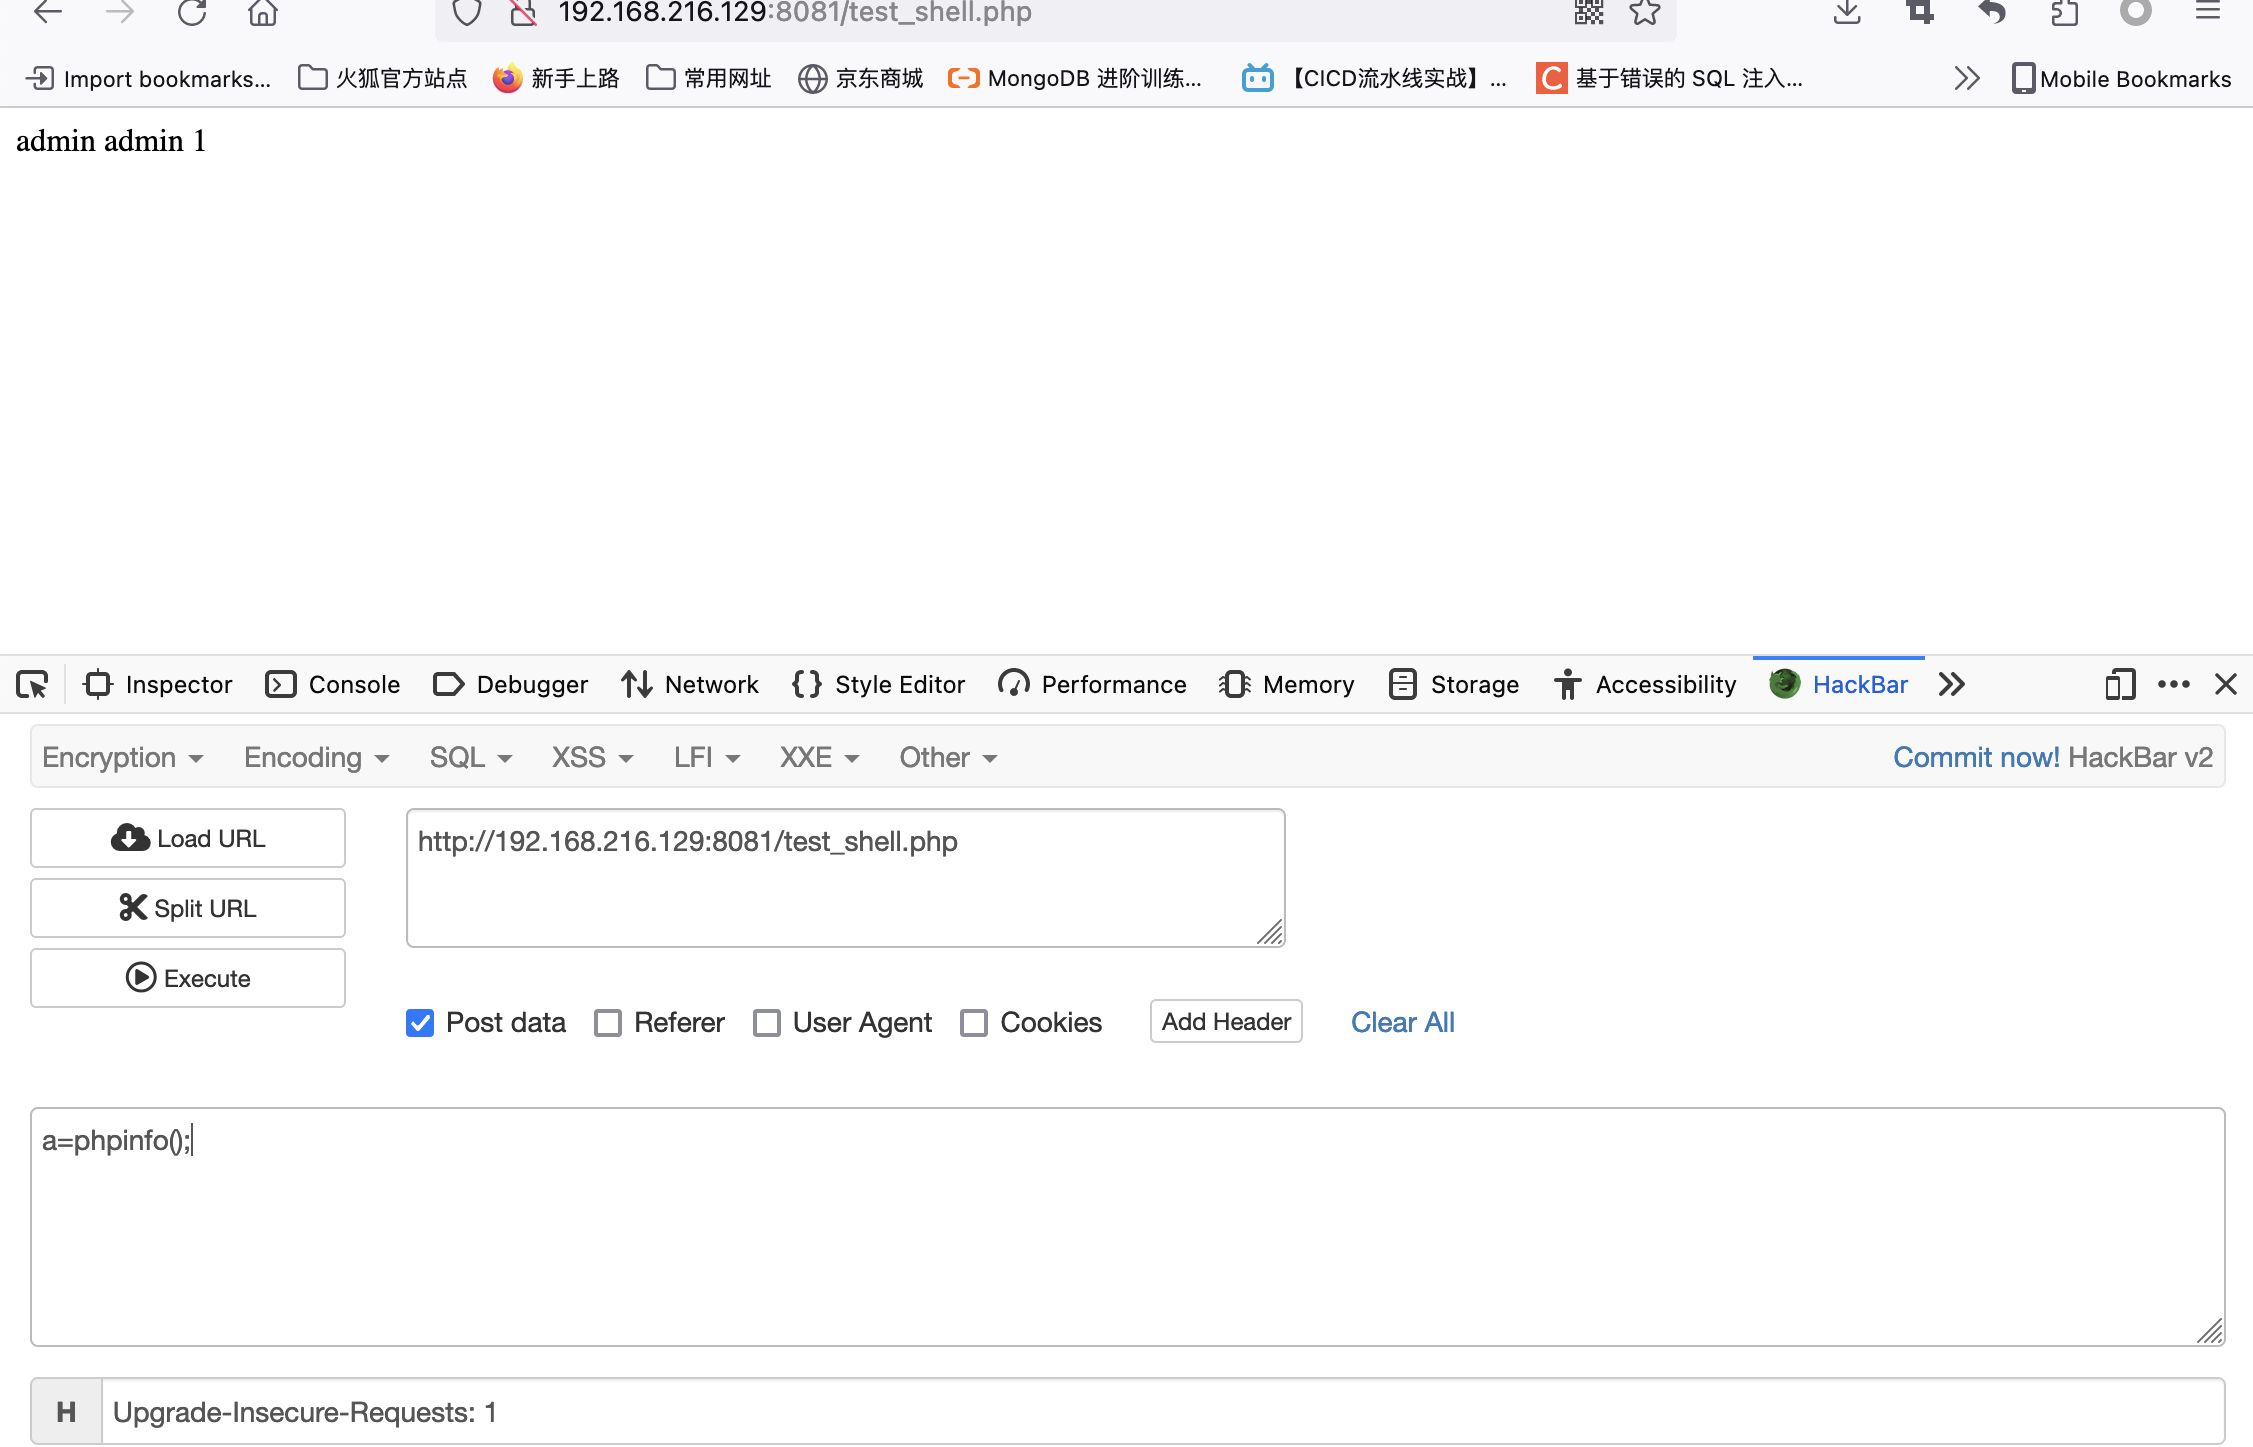 192.168.216.129:8081/test_shell.php
Import bookmarks... 火狐官方站点 新手上路 常用网址 京东商城 MongoDB 进阶训练... 【CICD流水线实战】... 基于错误的 SQL 注入... Mobile Bookmarks
admin admin 1
Inspector Console Debugger Network Style Editor Performance Memory Storage Accessibility HackBar
Encryption Encoding SQL XSS LFI XXE Other Commit now! HackBar v2
Load URL
http://192.168.216.129:8081/test_shell.php
Split URL
Execute
Post data Referer User Agent Cookies Add Header Clear All
a=phpinfo();
H Upgrade-Insecure-Requests: 1